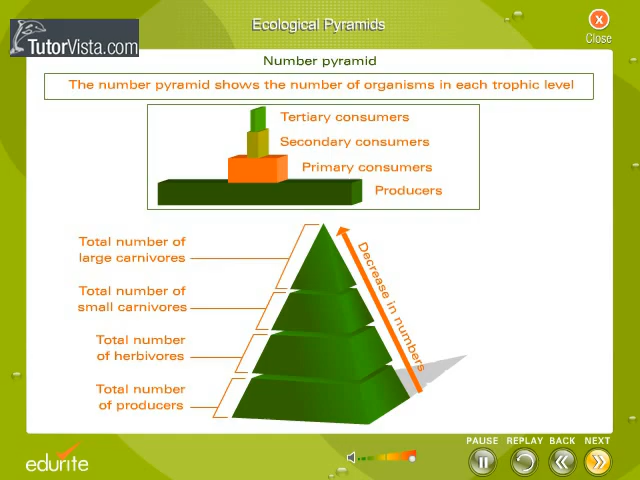 Ecological Pyramids
TutorVista.com
Close
Number pyramid
The number pyramid shows the number of organisms in each trophic level
Tertiary consumers
Secondary consumers
Primary consumers
Producers
Total number of
large carnivores
Total number of
small carnivores
Total number
of herbivores
Total number
of producers
Decrease in numbers
edurite
PAUSE REPLAY BACK NEXT